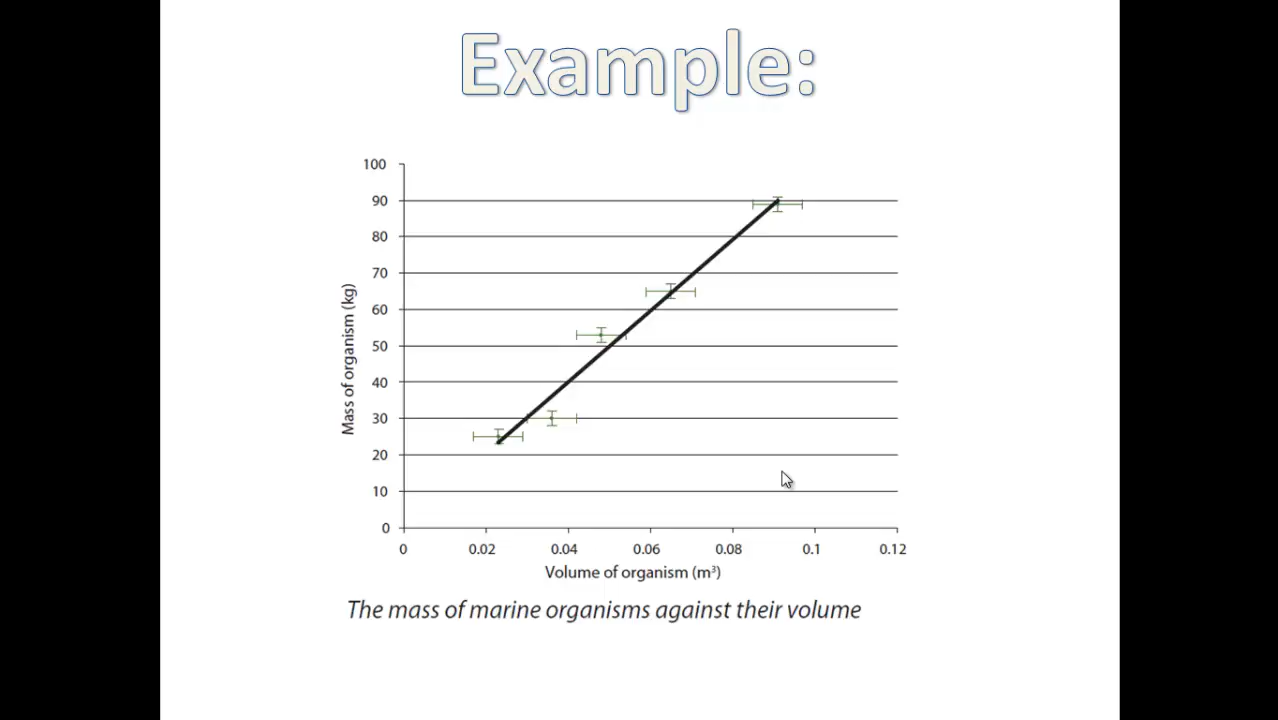 Example:
100
90
80
70
60
50
40
30
20
10
0
Mass of organism (kg)
0 0.02 0.04 0.06 0.08 0.1 0.12
Volume of organism (m³)
The mass of marine organisms against their volume